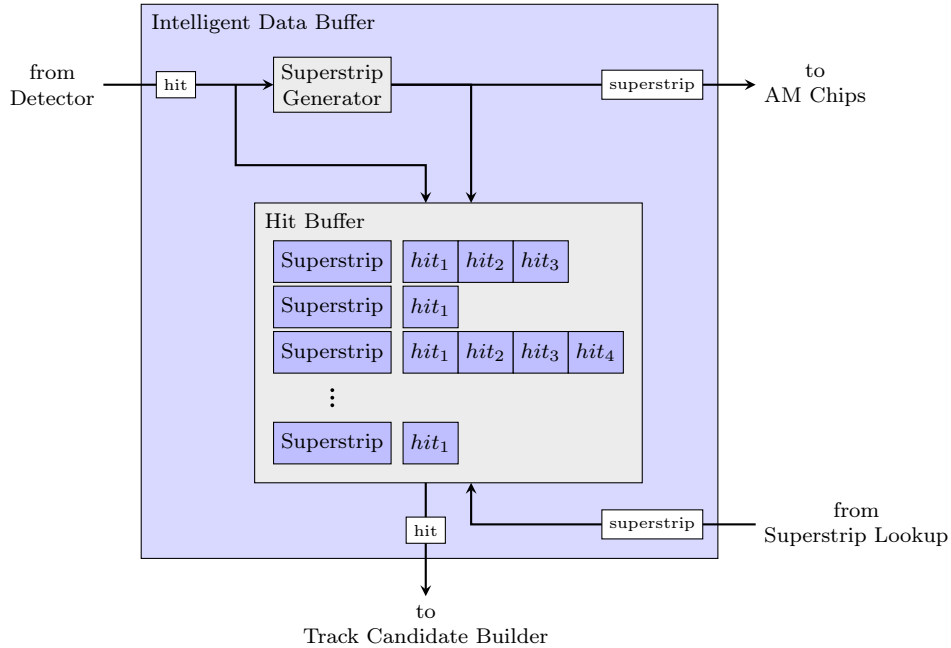 Intelligent Data Buffer
from
Detector
hit
Superstrip
Generator
superstrip
to
AM Chips
Hit Buffer
Superstrip hit₁ hit₂ hit₃
Superstrip hit₁
Superstrip hit₁ hit₂ hit₃ hit₄
⋮
Superstrip hit₁
hit
superstrip
from
Superstrip Lookup
to
Track Candidate Builder